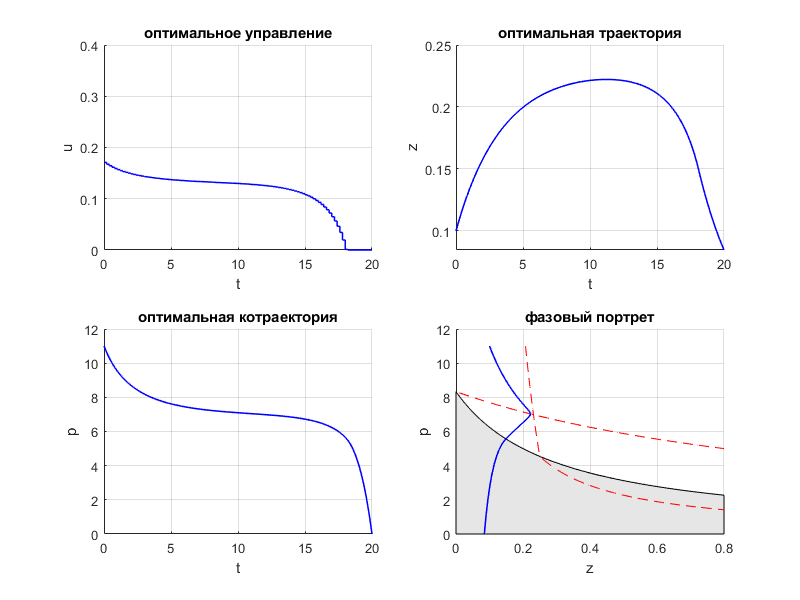 оптимальное управление
0.4
0.3
0.2
0.1
0
u
0 5 10 15 20
t
оптимальная траектория
0.25
0.2
0.15
0.1
z
0 5 10 15 20
t
оптимальная котраектория
12
10
8
6
4
2
0
p
0 5 10 15 20
t
фазовый портрет
12
10
8
6
4
2
0
p
0 0.2 0.4 0.6 0.8
z